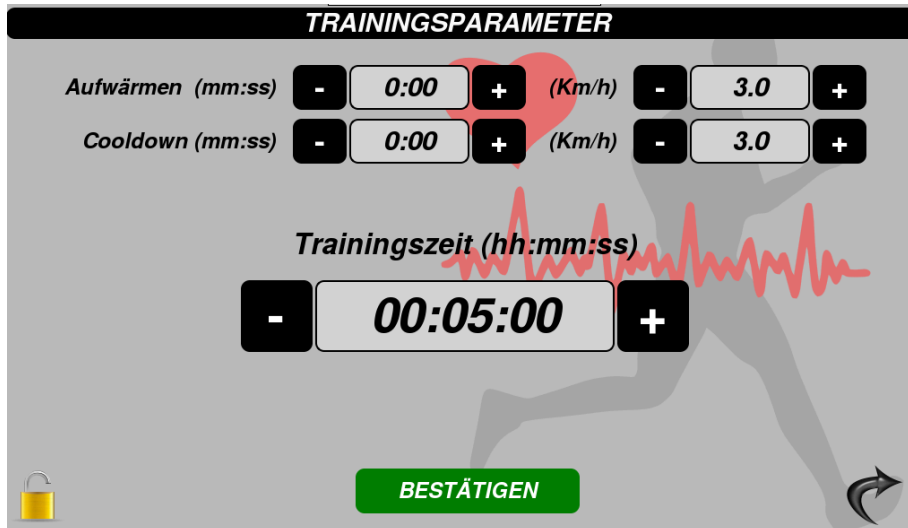 TRAININGSPARAMETER
Aufwärmen (mm:ss) - 0:00 + (Km/h) - 3.0 +
Cooldown (mm:ss) - 0:00 + (Km/h) - 3.0 +
Trainingszeit (hh:mm:ss)
- 00:05:00 +
BESTÄTIGEN